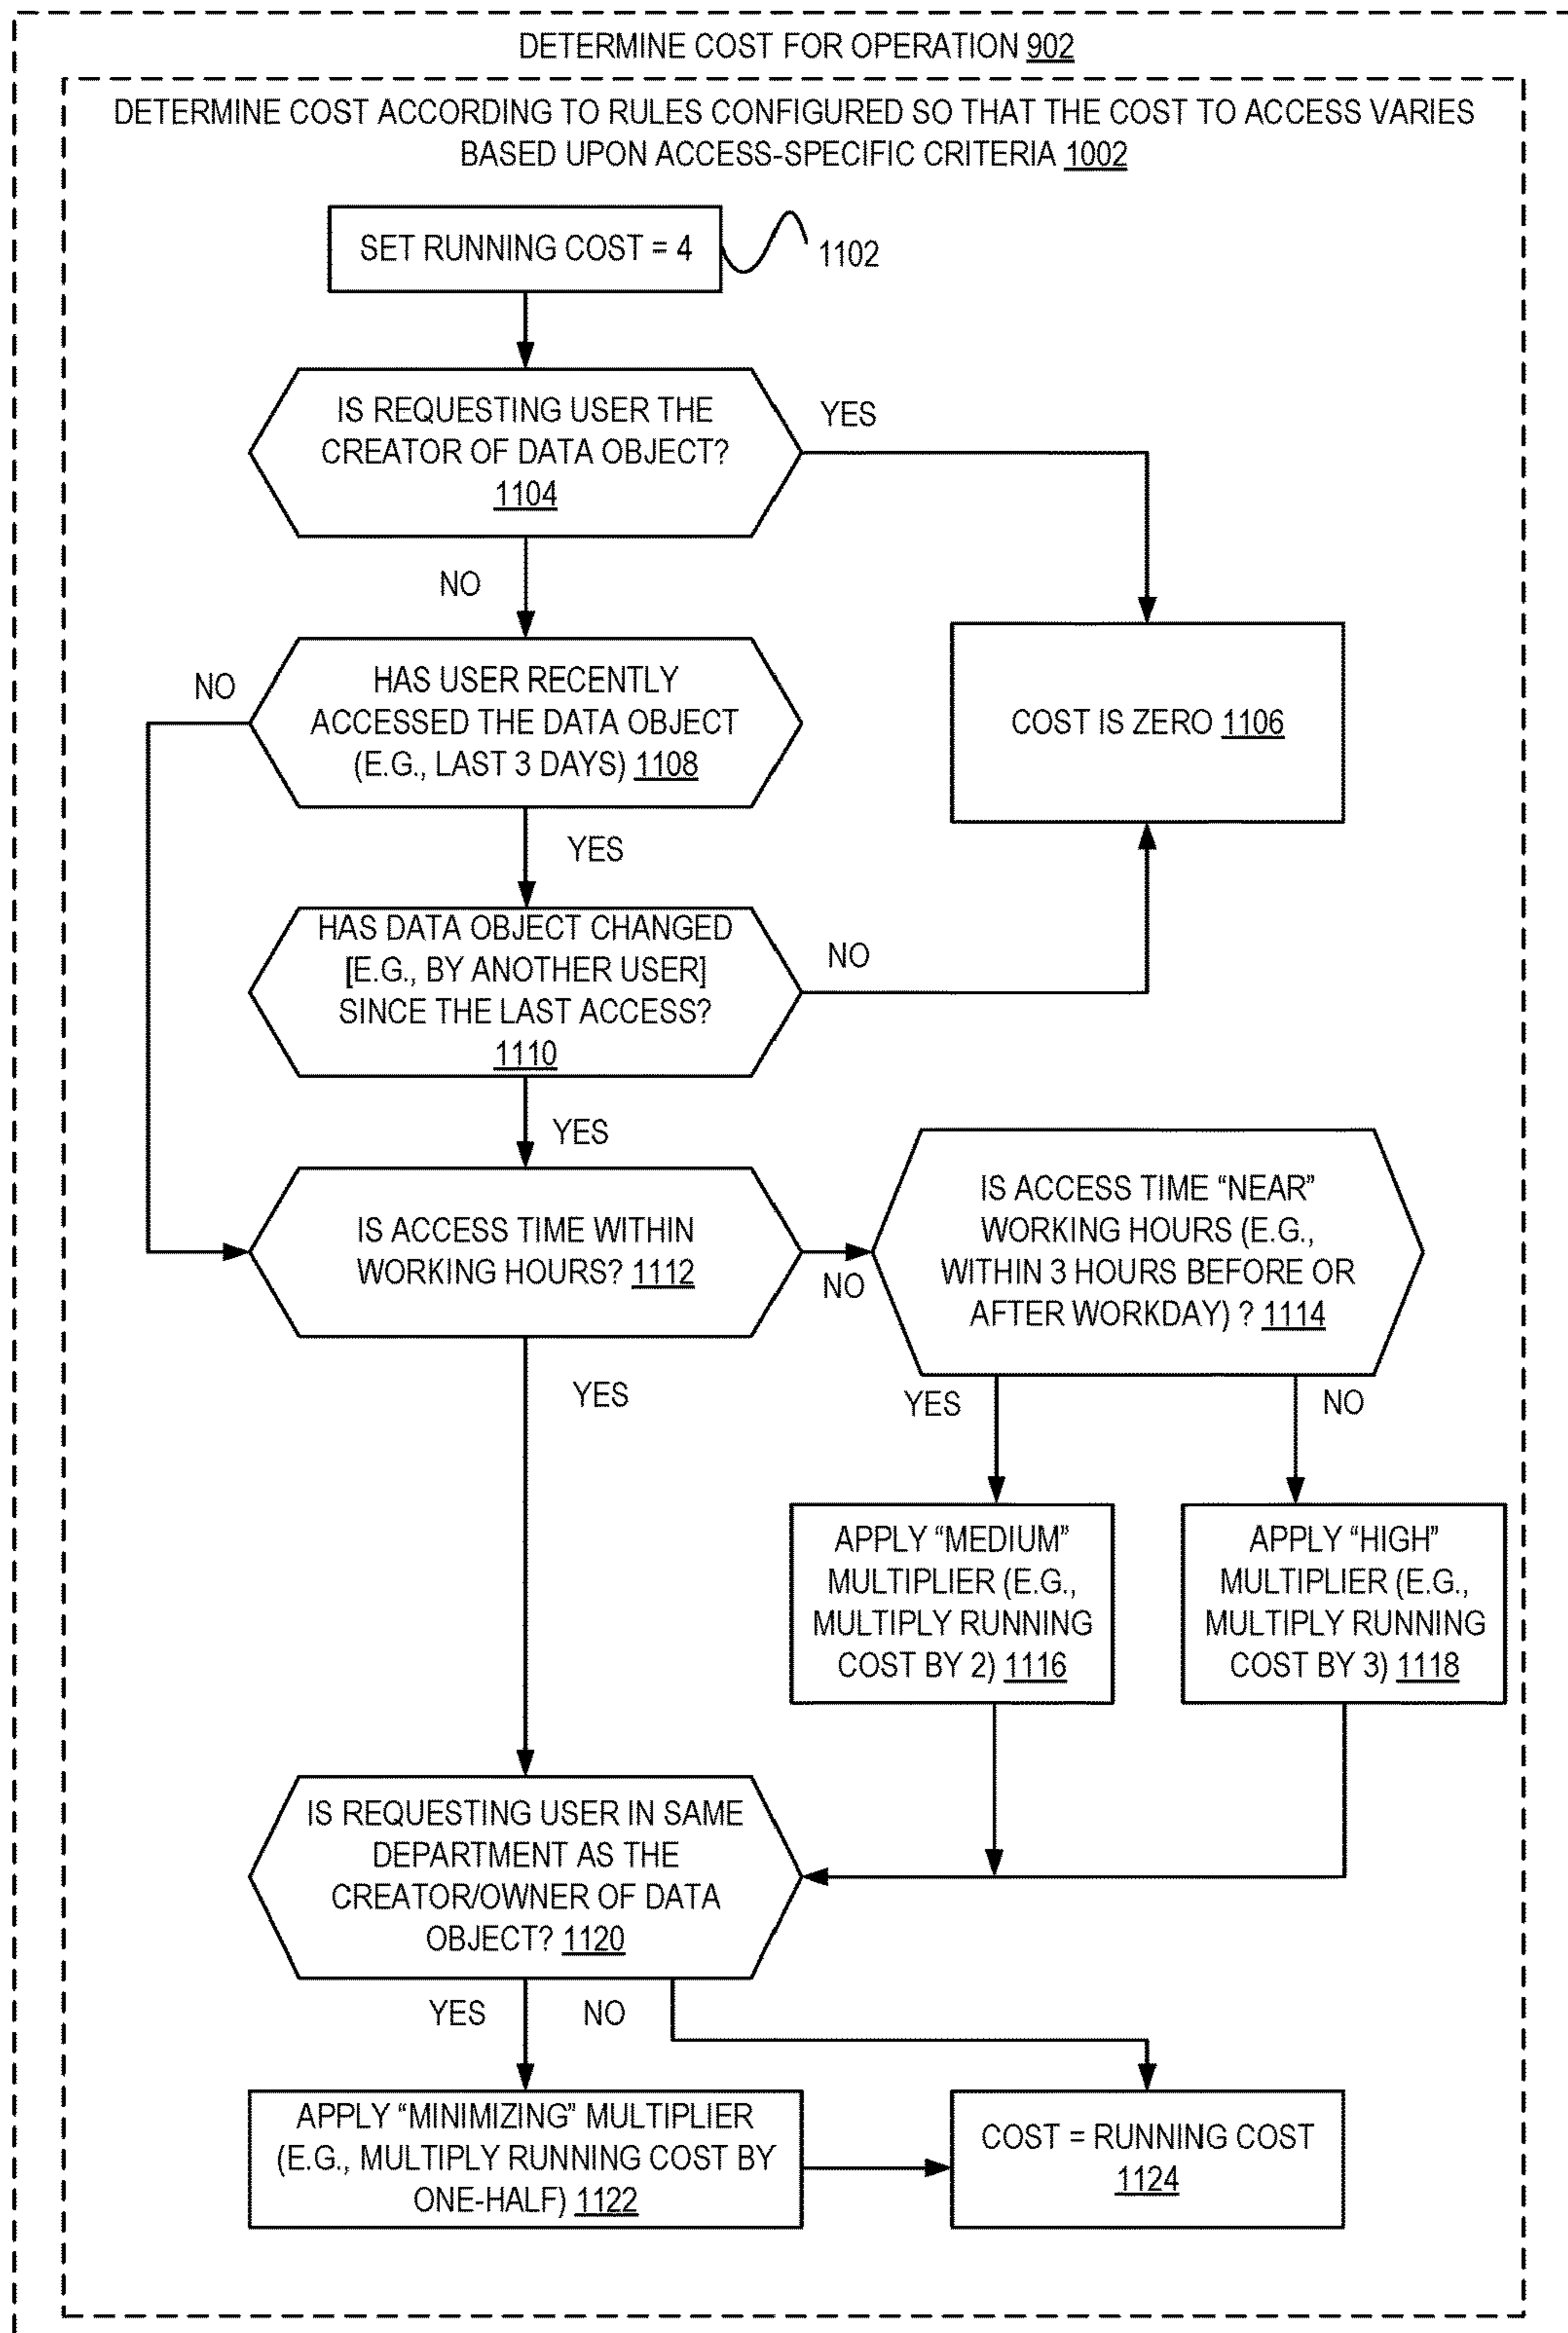 DETERMINE COST FOR OPERATION 902
DETERMINE COST ACCORDING TO RULES CONFIGURED SO THAT THE COST TO ACCESS VARIES
BASED UPON ACCESS-SPECIFIC CRITERIA 1002
SET RUNNING COST = 4
1102
IS REQUESTING USER THE
CREATOR OF DATA OBJECT?
1104
YES
NO
HAS USER RECENTLY
ACCESSED THE DATA OBJECT
(E.G., LAST 3 DAYS) 1108
NO
COST IS ZERO 1106
YES
HAS DATA OBJECT CHANGED
[E.G., BY ANOTHER USER]
SINCE THE LAST ACCESS?
1110
NO
YES
IS ACCESS TIME WITHIN
WORKING HOURS? 1112
NO
IS ACCESS TIME “NEAR”
WORKING HOURS (E.G.,
WITHIN 3 HOURS BEFORE OR
AFTER WORKDAY) ? 1114
YES
YES
NO
APPLY “MEDIUM”
MULTIPLIER (E.G.,
MULTIPLY RUNNING
COST BY 2) 1116
APPLY “HIGH”
MULTIPLIER (E.G.,
MULTIPLY RUNNING
COST BY 3) 1118
IS REQUESTING USER IN SAME
DEPARTMENT AS THE
CREATOR/OWNER OF DATA
OBJECT? 1120
YES
NO
APPLY “MINIMIZING” MULTIPLIER
(E.G., MULTIPLY RUNNING COST BY
ONE-HALF) 1122
COST = RUNNING COST
1124